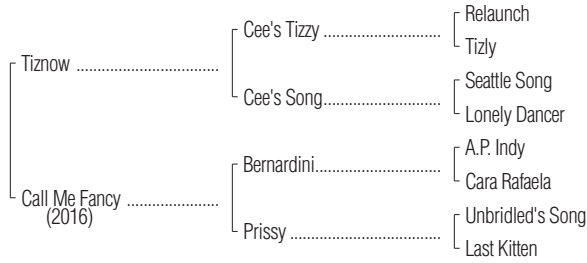 Relaunch
Cee's Tizzy
Tizly
Tiznow
Seattle Song
Cee's Song
Lonely Dancer
A.P. Indy
Bernardini
Cara Rafaela
Call Me Fancy
(2016)
Unbridled's Song
Prissy
Last Kitten